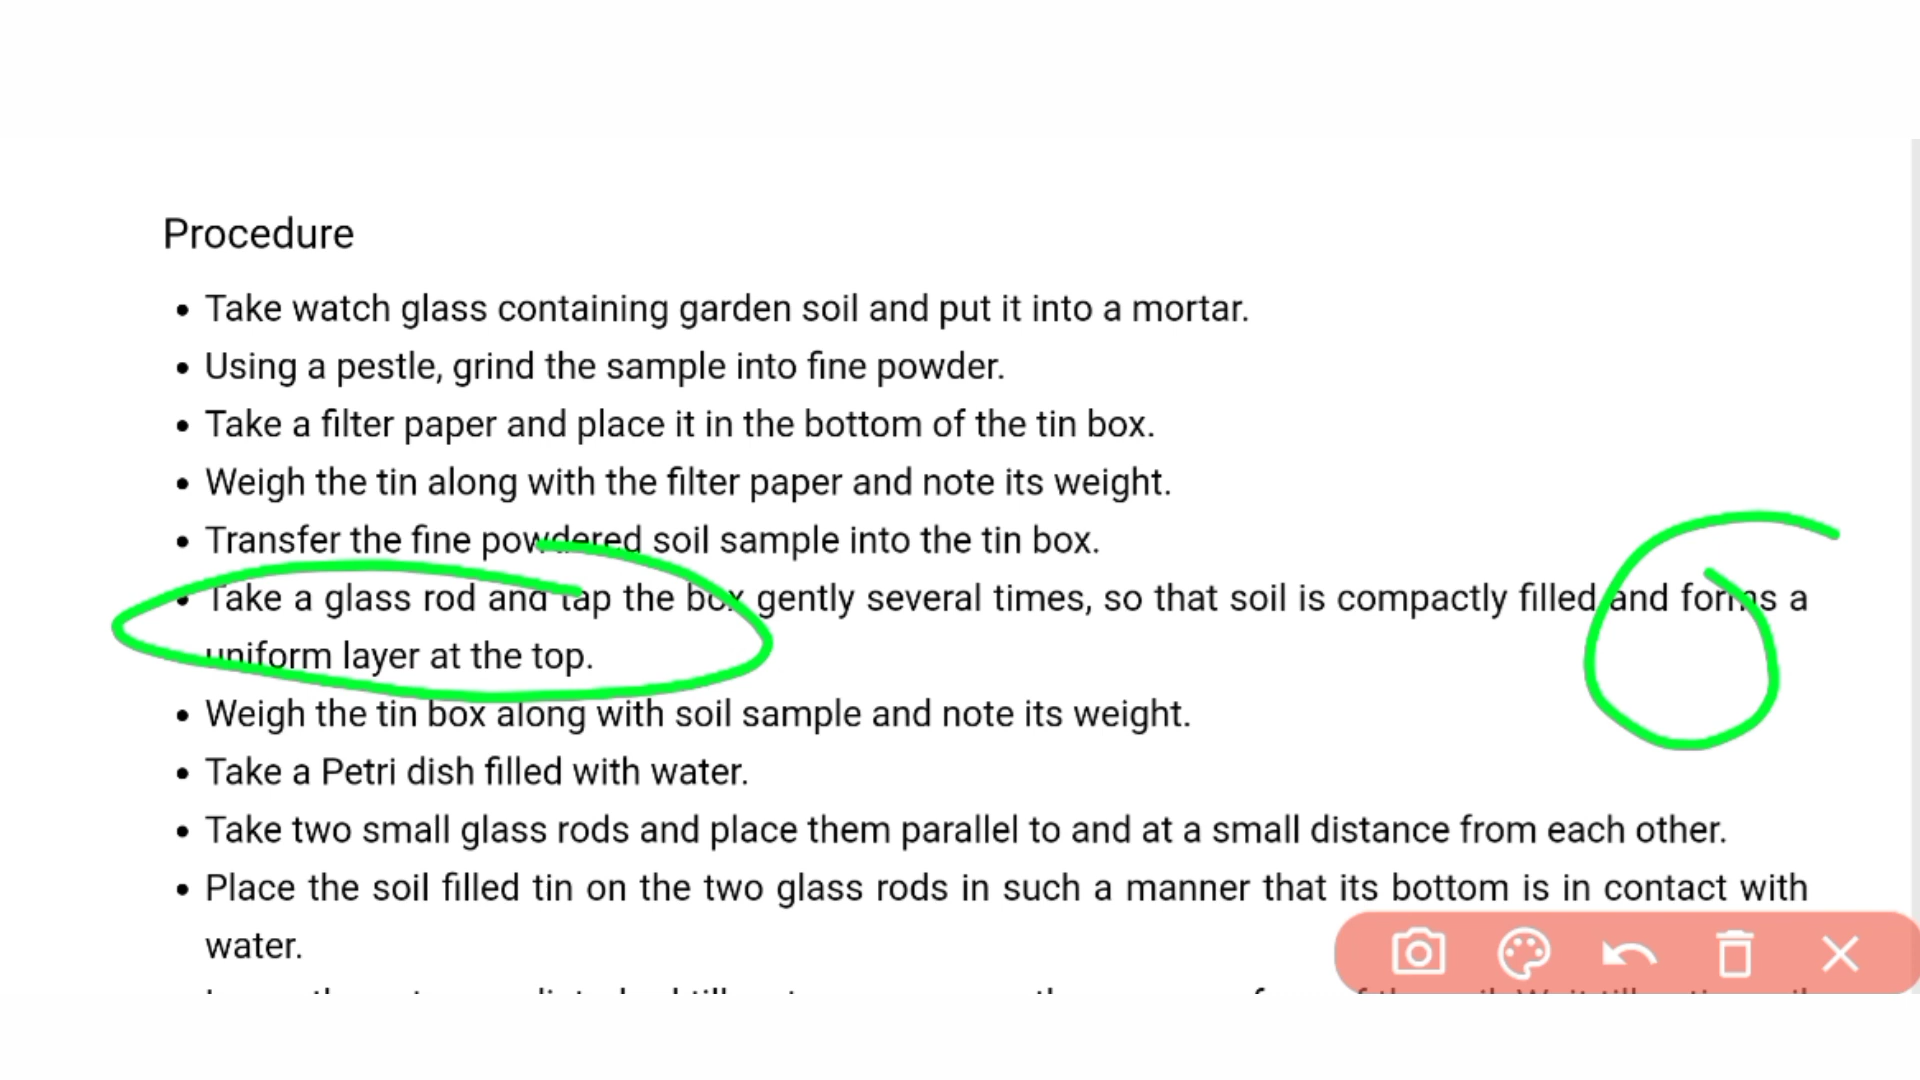 Procedure
• Take watch glass containing garden soil and put it into a mortar.
• Using a pestle, grind the sample into fine powder.
• Take a filter paper and place it in the bottom of the tin box.
• Weigh the tin along with the filter paper and note its weight.
• Transfer the fine powdered soil sample into the tin box.
• Take a glass rod and tap the box gently several times, so that soil is compactly filled and forms a
uniform layer at the top.
• Weigh the tin box along with soil sample and note its weight.
• Take a Petri dish filled with water.
• Take two small glass rods and place them parallel to and at a small distance from each other.
• Place the soil filled tin on the two glass rods in such a manner that its bottom is in contact with
water.